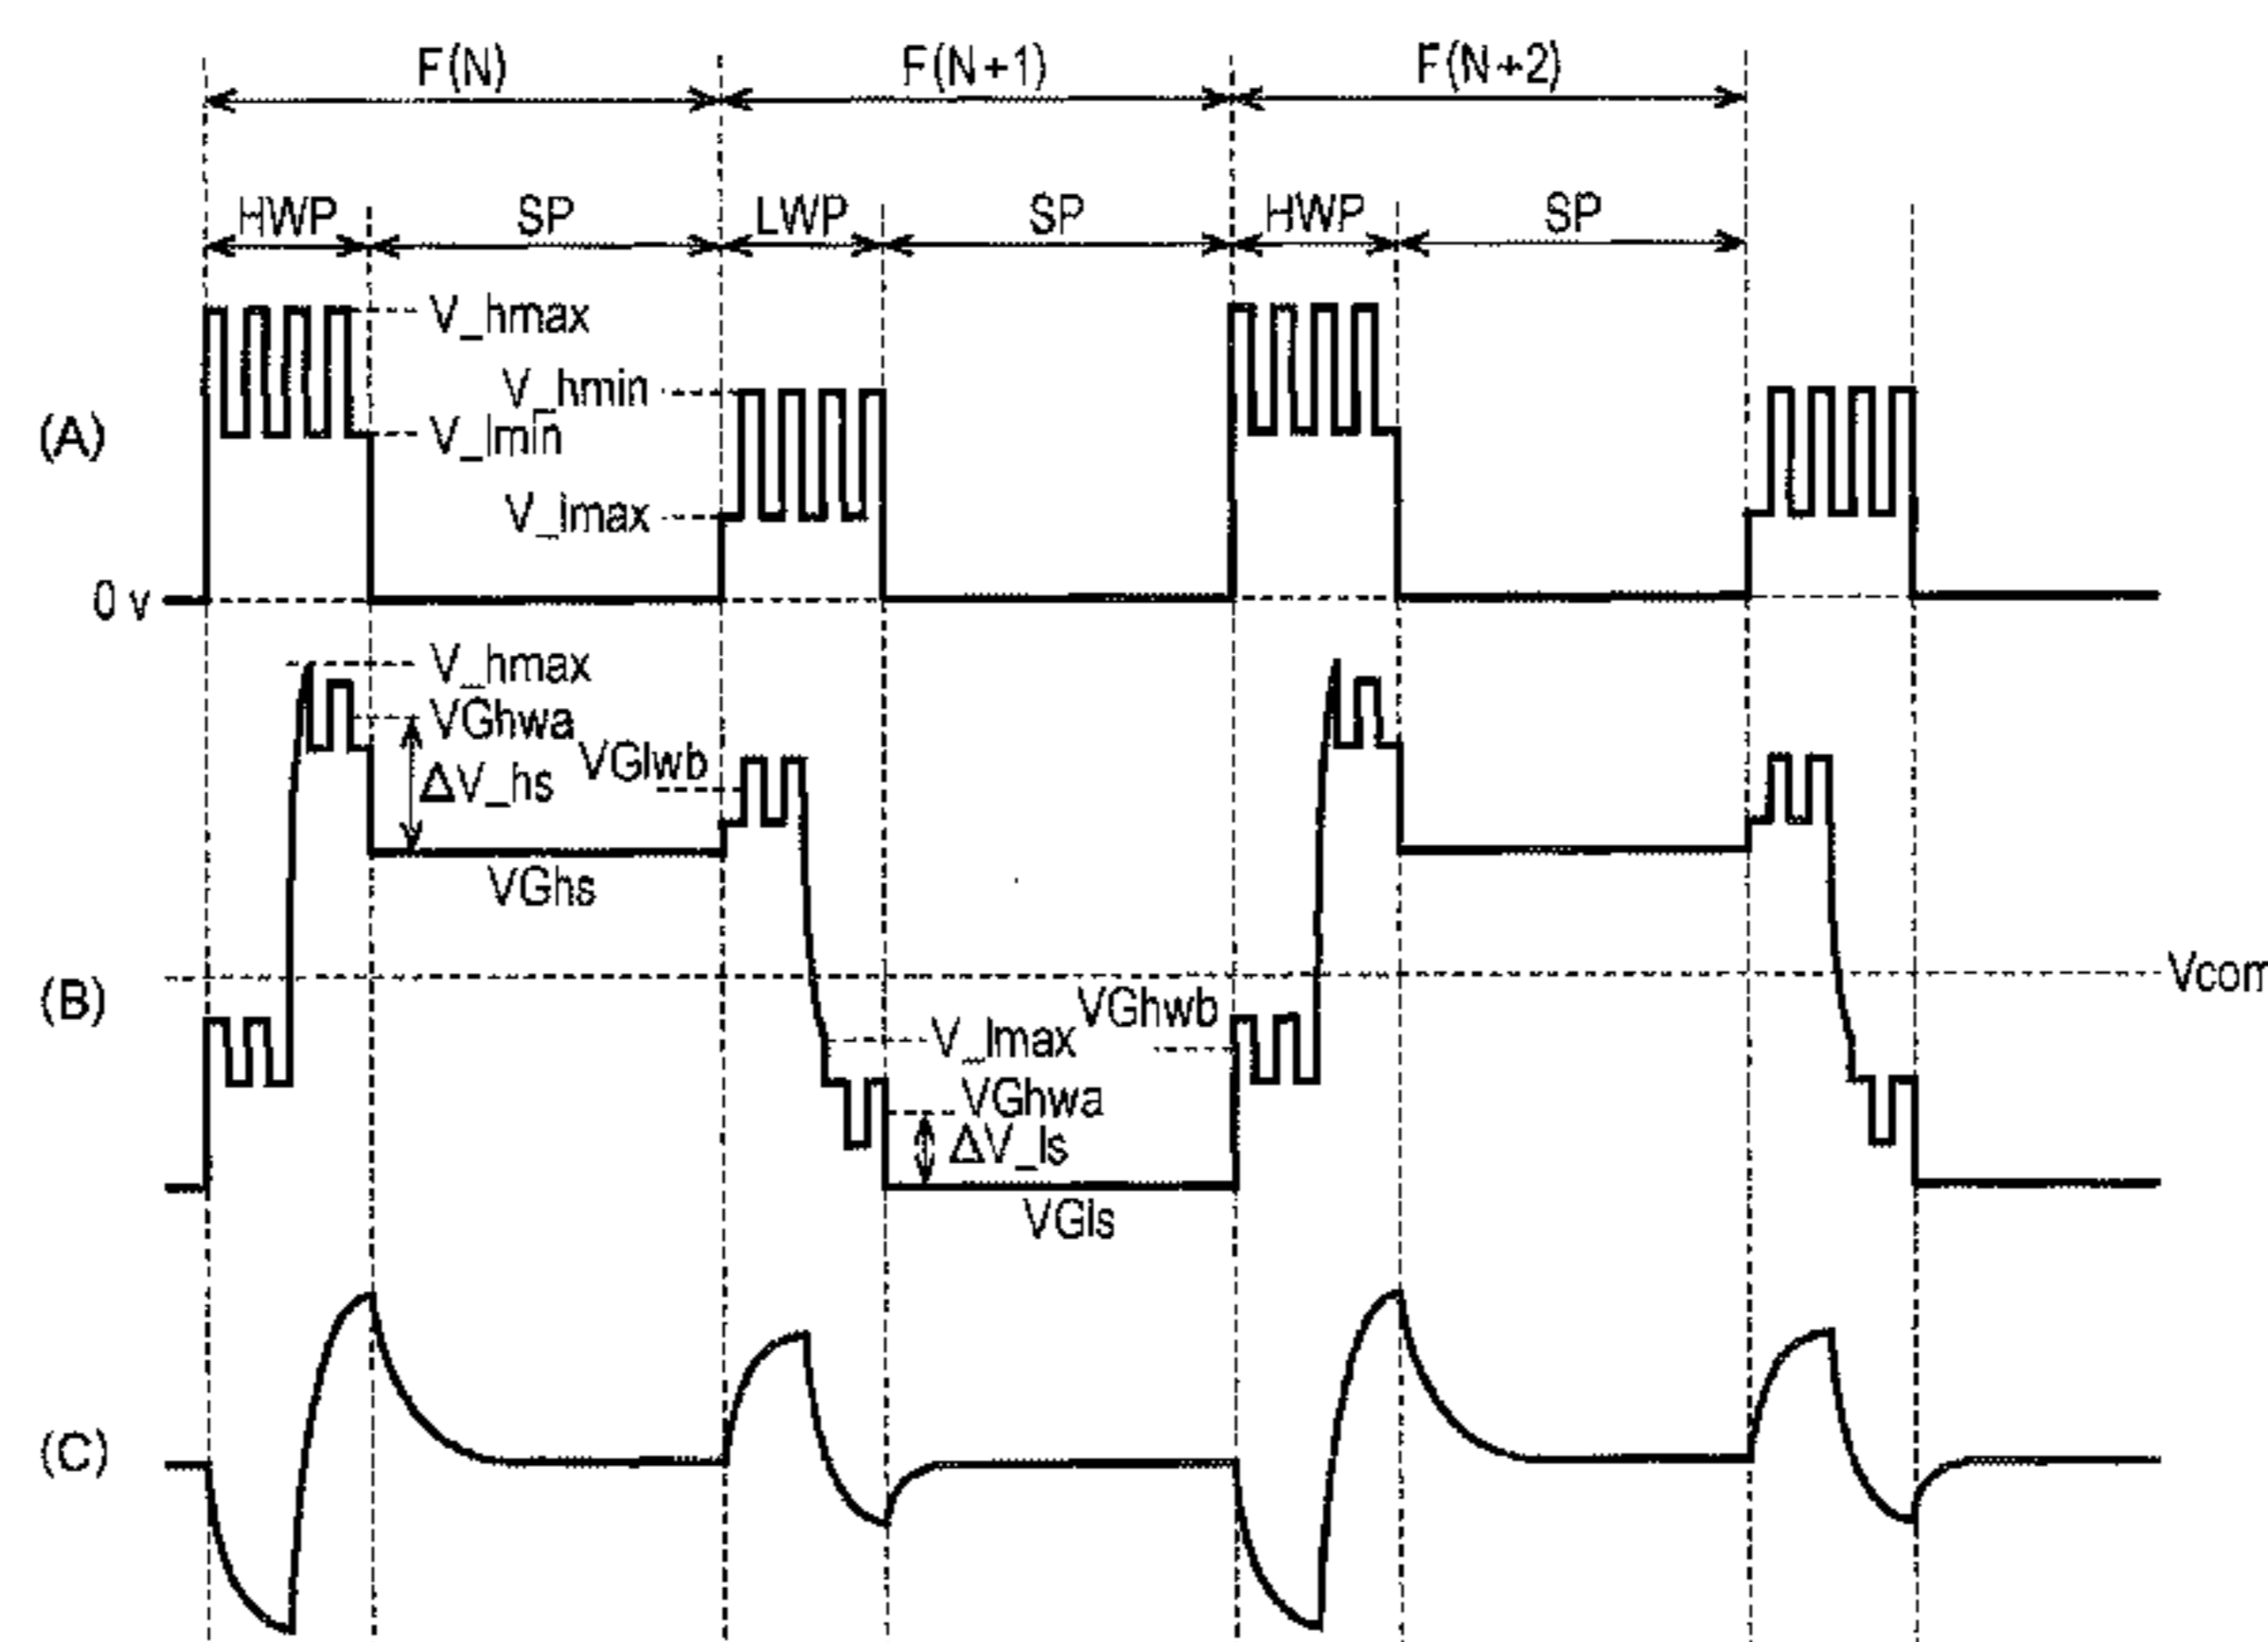 F(N) F(N+1) F(N+2)
HWP SP LWP SP HWP SP
V_hmax
V_hmin
(A) V_lmin
V_lmax
0 v
V_hmax
VGhwa
VGlwb
ΔV_hs
VGhs
Vcom
(B) VGhwb
V_lmax
VGhwa
ΔV_ls
VGls
(C)